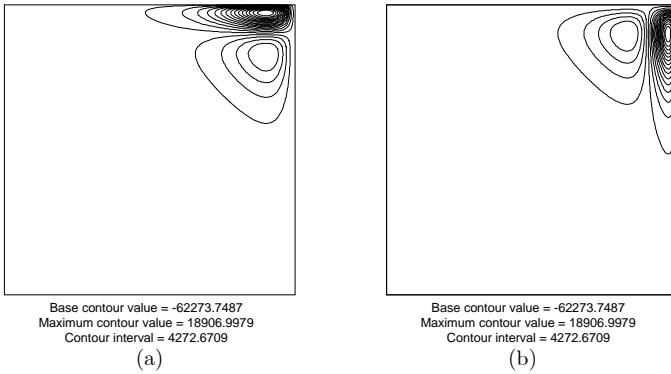 Base contour value = -62273.7487
Maximum contour value = 18906.9979
Contour interval = 4272.6709
(a)
Base contour value = -62273.7487
Maximum contour value = 18906.9979
Contour interval = 4272.6709
(b)